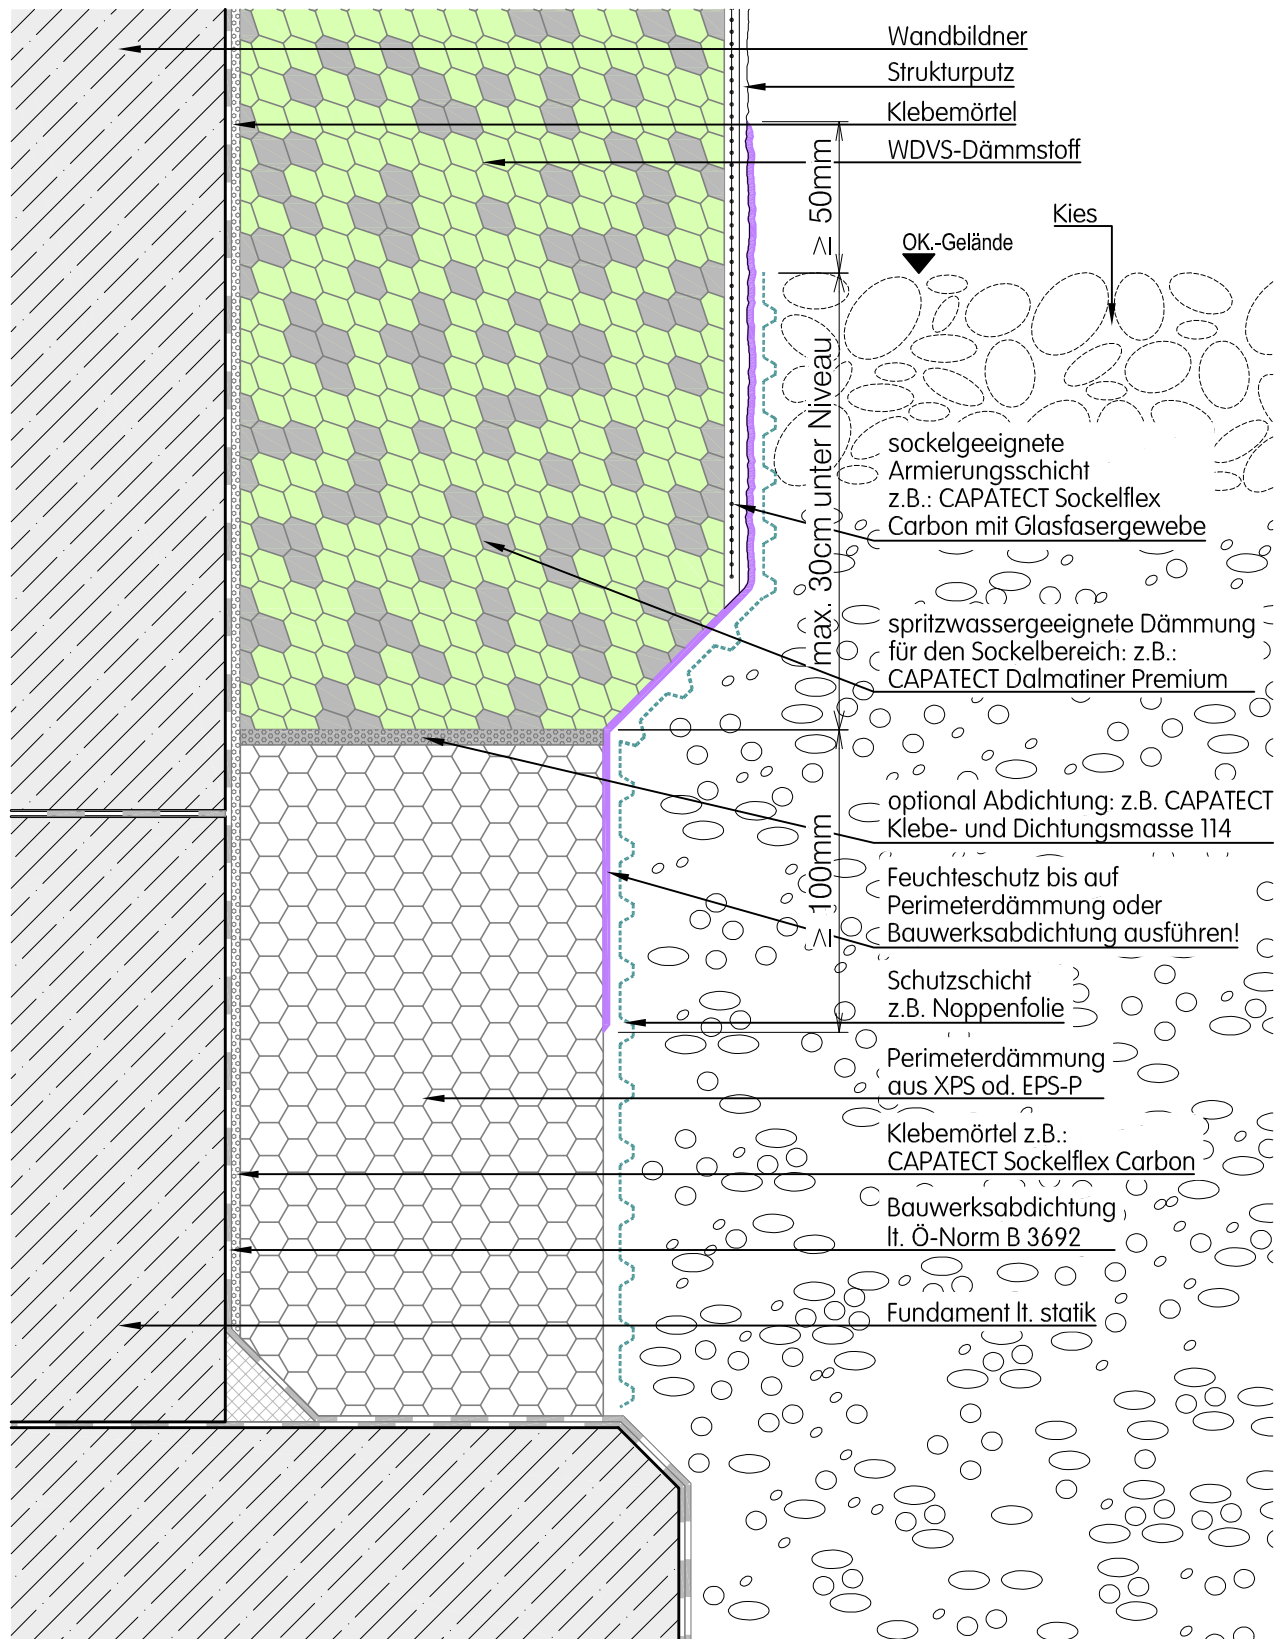 Wandbildner
Strukturputz
Klebemörtel
WDVS-Dämmstoff
≥ 50mm
Kies
OK.-Gelände
max. 30cm unter Niveau
sockelgeeignete
Armierungsschicht
z.B.: CAPATECT Sockelflex
Carbon mit Glasfasergewebe
spritzwassergeeignete Dämmung
für den Sockelbereich: z.B.:
CAPATECT Dalmatiner Premium
optional Abdichtung: z.B. CAPATECT
Klebe- und Dichtungsmasse 114
≥ 100mm
Feuchteschutz bis auf
Perimeterdämmung oder
Bauwerksabdichtung ausführen!
Schutzschicht
z.B. Noppenfolie
Perimeterdämmung
aus XPS od. EPS-P
Klebemörtel z.B.:
CAPATECT Sockelflex Carbon
Bauwerksabdichtung
lt. Ö-Norm B 3692
Fundament lt. statik